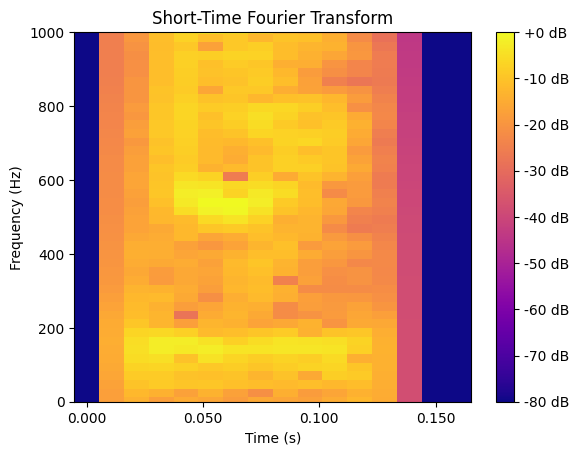 Short-Time Fourier Transform
1000
800
600
400
200
0
Frequency (Hz)
0.000
0.050
0.100
0.150
Time (s)
+0 dB
-10 dB
-20 dB
-30 dB
-40 dB
-50 dB
-60 dB
-70 dB
-80 dB